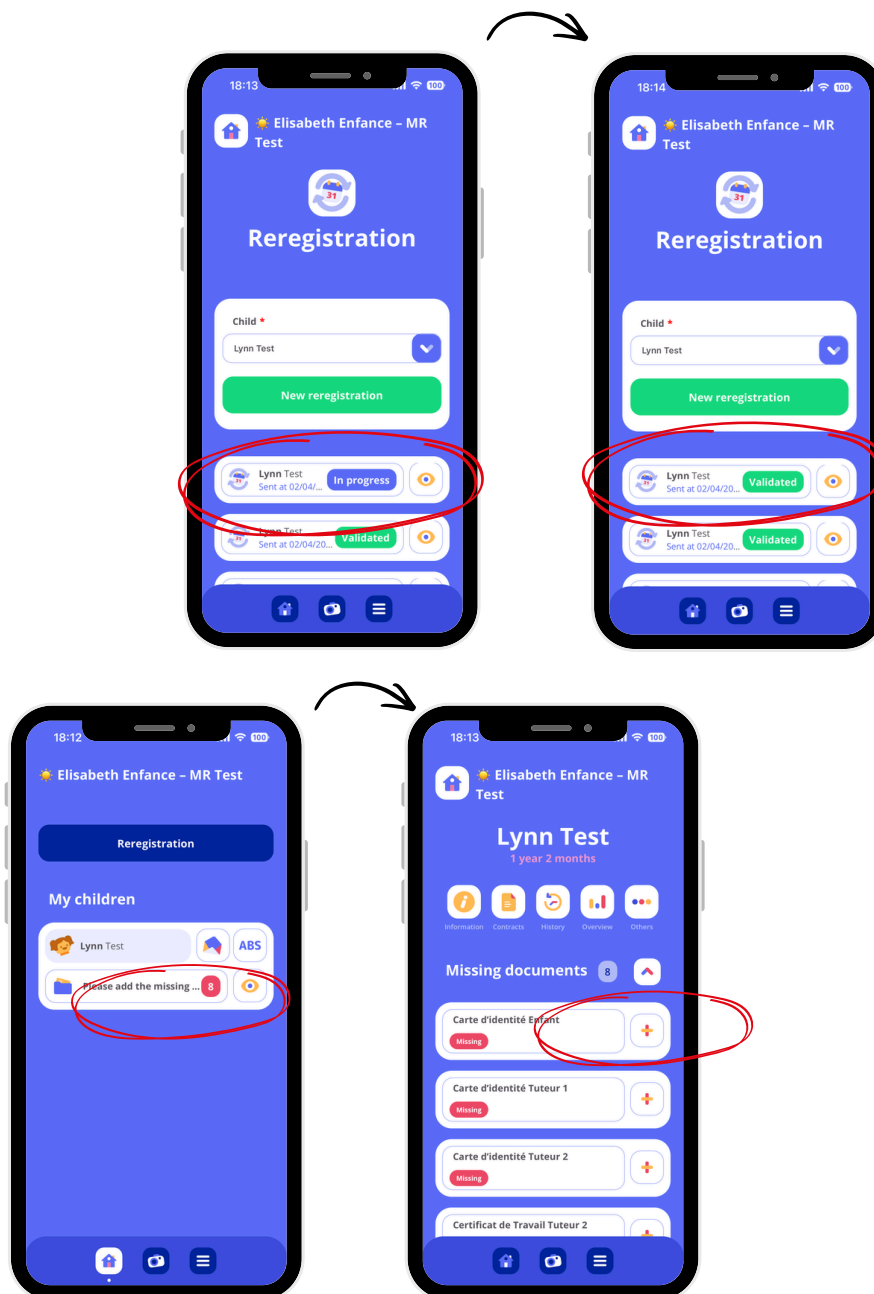 18:13
100
Elisabeth Enfance – MR
Test
31
Reregistration
Child *
Lynn Test
New reregistration
Lynn Test
Sent at 02/04/...
In progress
Lynn Test
Sent at 02/04/20...
Validated
18:14
100
Elisabeth Enfance – MR
Test
31
Reregistration
Child *
Lynn Test
New reregistration
Lynn Test
Sent at 02/04/20...
Validated
Lynn Test
Sent at 02/04/20...
Validated
18:12
100
Elisabeth Enfance – MR Test
Reregistration
My children
Lynn Test
ABS
Please add the missing ...
8
18:13
100
Elisabeth Enfance – MR
Test
Lynn Test
1 year 2 months
Information
Contracts
History
Overview
Others
Missing documents 8
Carte d'identité Enfant
Missing
Carte d'identité Tuteur 1
Missing
Carte d'identité Tuteur 2
Missing
Certificat de Travail Tuteur 2